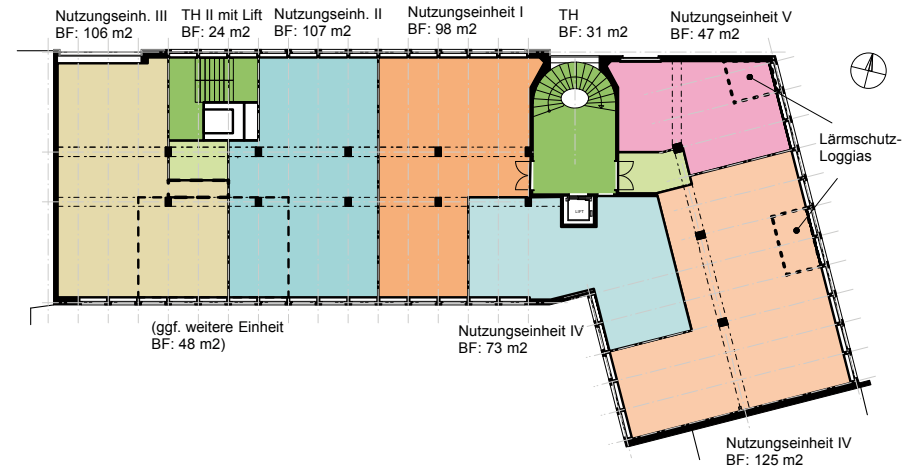 Nutzungseinh. III
BF: 106 m2
TH II mit Lift
BF: 24 m2
Nutzungseinh. II
BF: 107 m2
Nutzungseinheit I
BF: 98 m2
TH
BF: 31 m2
Nutzungseinheit V
BF: 47 m2
Lärmschutz-
Loggias
LIFT
(ggf. weitere Einheit
BF: 48 m2)
Nutzungseinheit IV
BF: 73 m2
Nutzungseinheit IV
BF: 125 m2